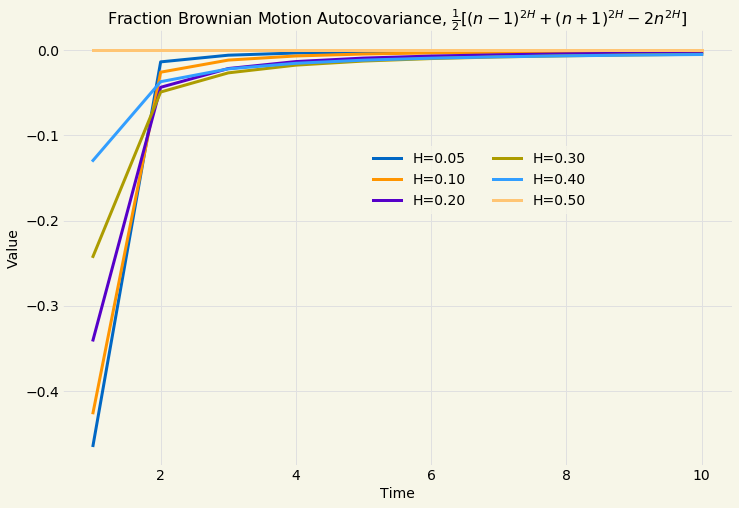 Fraction Brownian Motion Autocovariance, $\frac{1}{2}[(n-1)^{2H}+(n+1)^{2H}-2n^{2H}]$
0.0
−0.1
−0.2
−0.3
−0.4
Value
H=0.05
H=0.10
H=0.20
H=0.30
H=0.40
H=0.50
2
4
6
8
10
Time